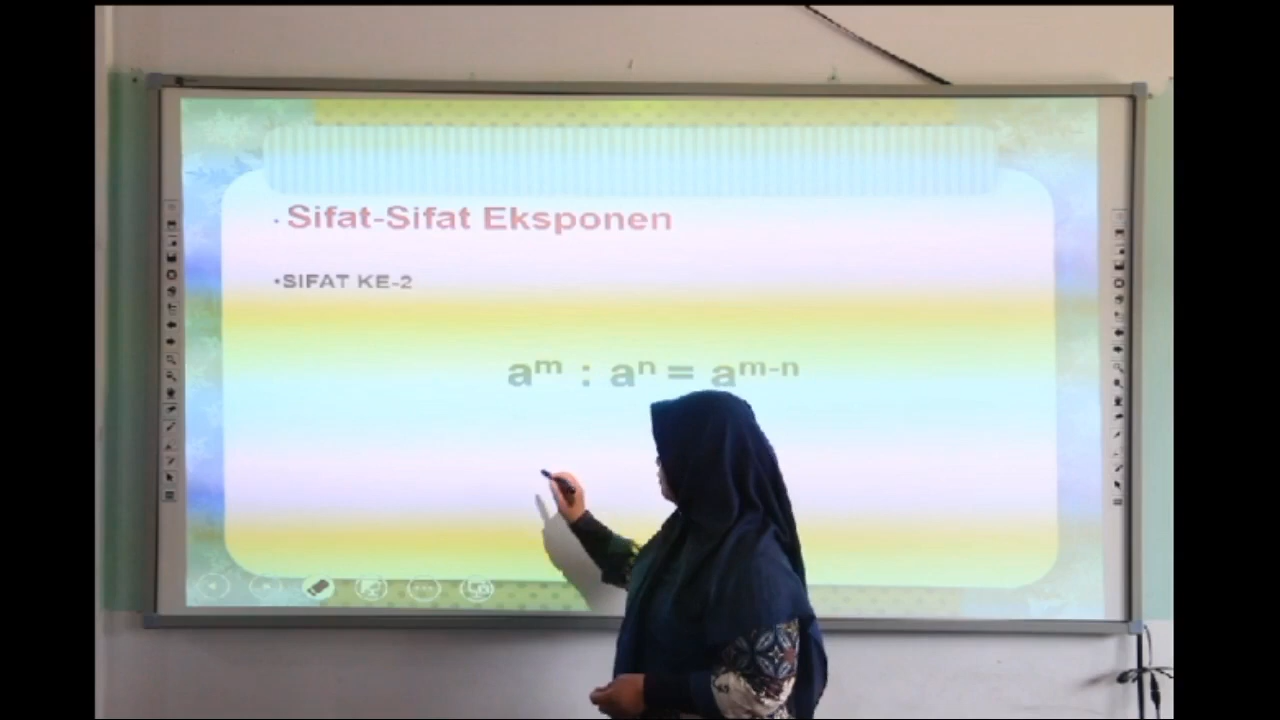 • Sifat-Sifat Eksponen
•SIFAT KE-2
aᵐ : aⁿ = aᵐ⁻ⁿ